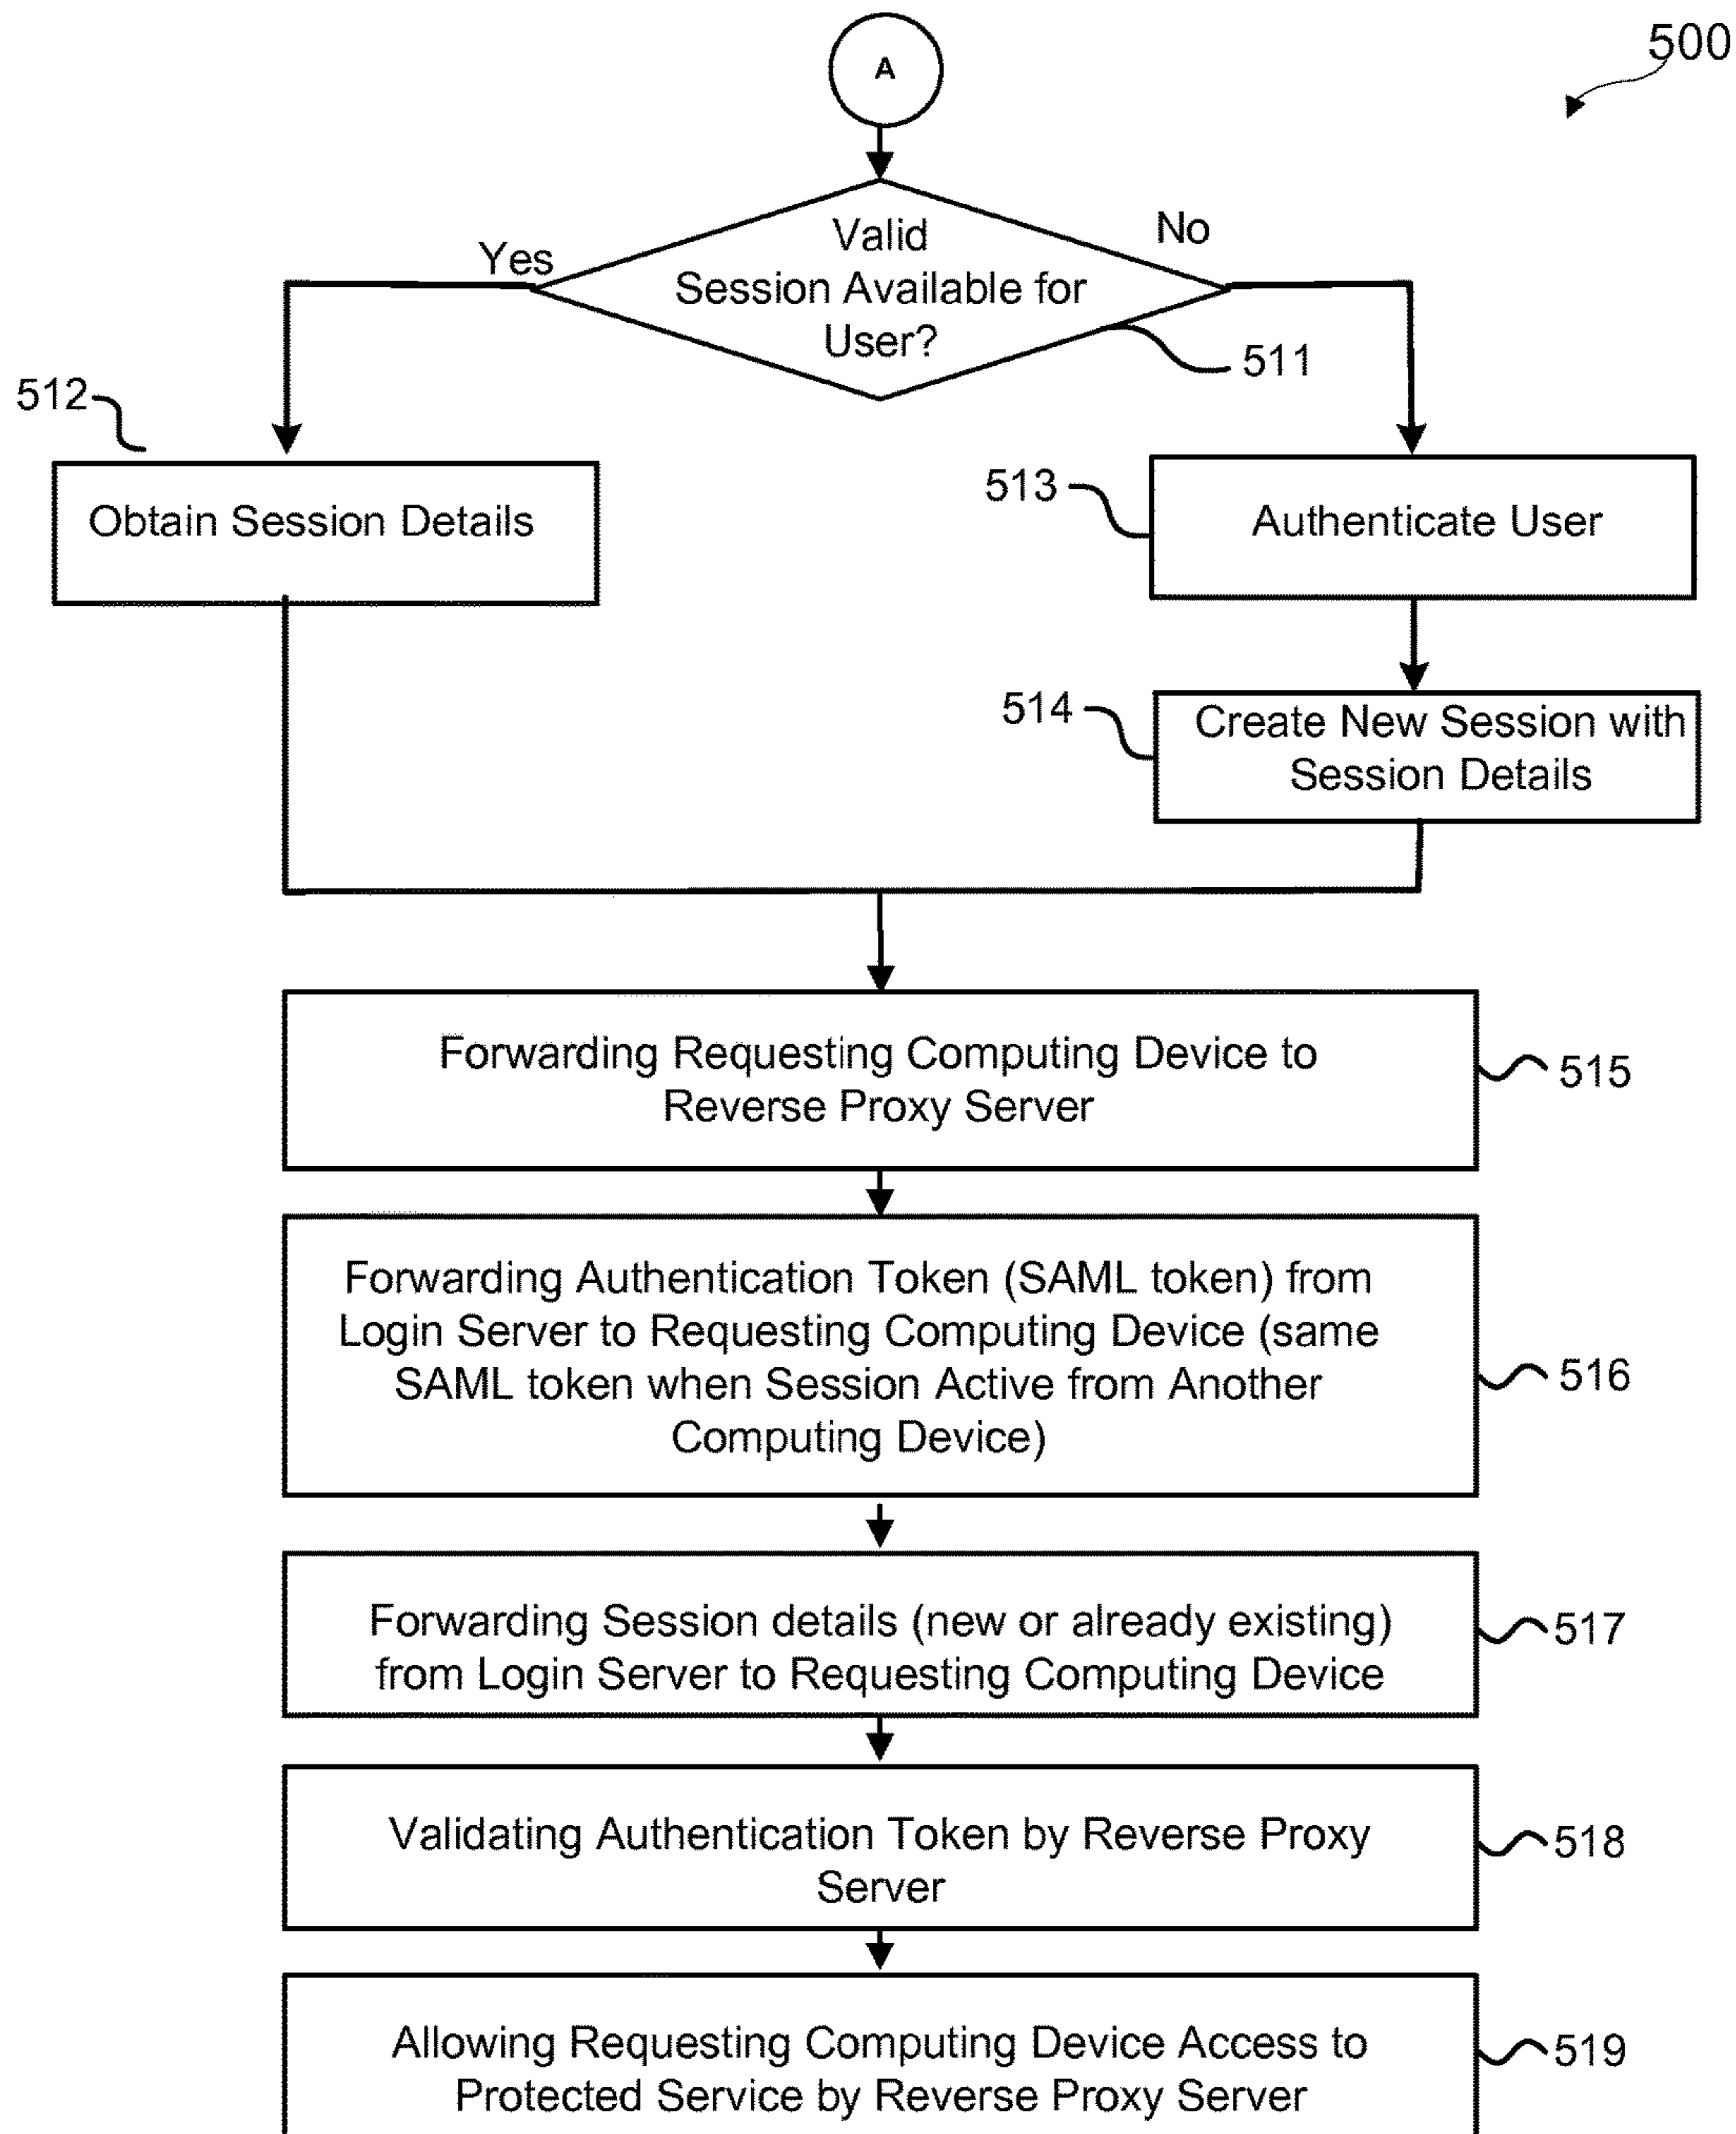 A
500
Valid
Session Available for
User?
Yes
No
511
512
Obtain Session Details
513
Authenticate User
514
Create New Session with
Session Details
Forwarding Requesting Computing Device to
Reverse Proxy Server
515
Forwarding Authentication Token (SAML token) from
Login Server to Requesting Computing Device (same
SAML token when Session Active from Another
Computing Device)
516
Forwarding Session details (new or already existing)
from Login Server to Requesting Computing Device
517
Validating Authentication Token by Reverse Proxy
Server
518
Allowing Requesting Computing Device Access to
Protected Service by Reverse Proxy Server
519